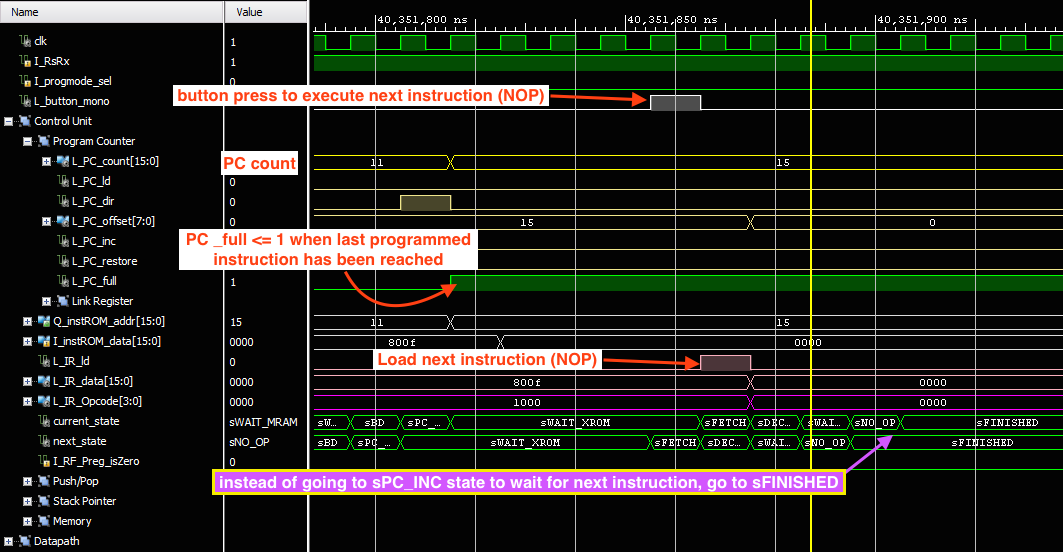 Name Value
40,351,800 ns 40,351,850 ns 40,351,900 ns
clk 1
I_RsRx 1
I_progmode_sel 0
button press to execute next instruction (NOP)
L_button_mono
Control Unit
Program Counter
L_PC_count[15:0] PC count 11 15
L_PC_ld 0
L_PC_dir 0
L_PC_offset[7:0] 0 15 0
L_PC_inc
PC _full <= 1 when last programmed
instruction has been reached
L_PC_restore
L_PC_full 1
Link Register
Q_instROM_addr[15:0] 15 11 15
I_instROM_data[15:0] 0000 800f 0000
L_IR_ld 0 Load next instruction (NOP)
L_IR_data[15:0] 0000 800f 0000
L_IR_Opcode[3:0] 0000 1000 0000
current_state sWAIT_MRAM sW... sBD sPC_... sWAIT_XROM sFETCH sDEC... sWAI... sNO_OP sFINISHED
next_state sNO_OP sBD sPC_... sWAIT_XROM sFETCH sDEC... sWAI... sNO_OP sFINISHED
I_RF_Preg_isZero 0
Push/Pop instead of going to sPC_INC state to wait for next instruction, go to sFINISHED
Stack Pointer
Memory
Datapath